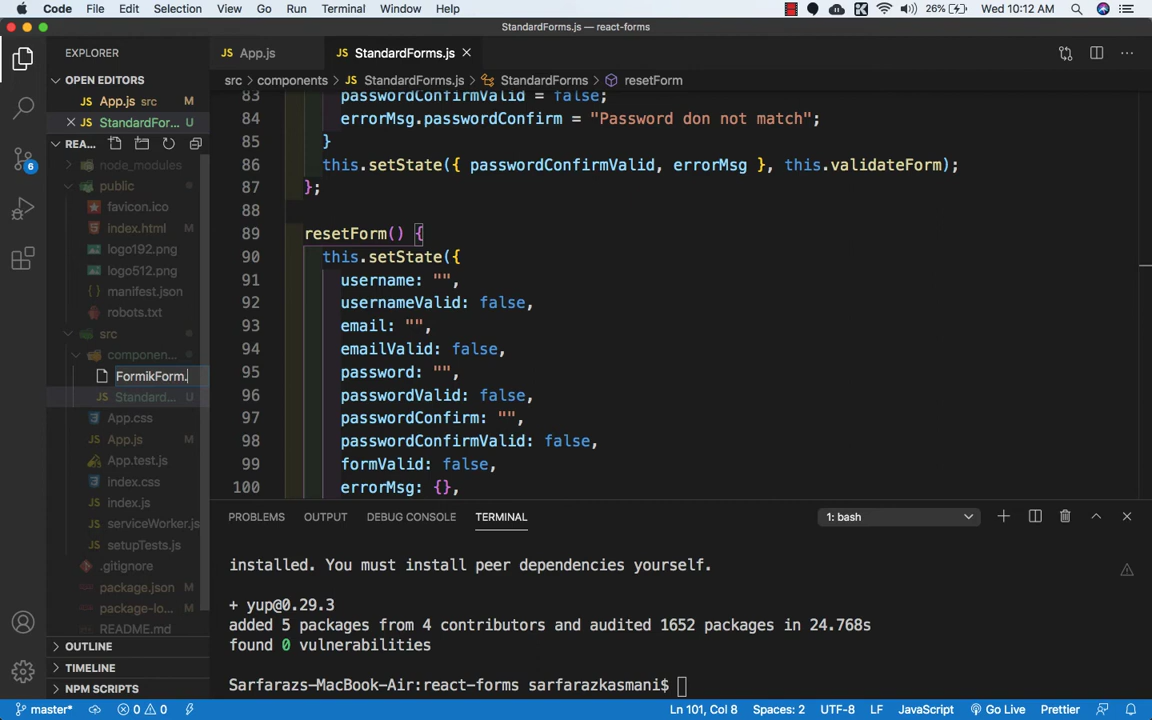 Code File Edit Selection View Go Run Terminal Window Help 26% Wed 10:12 AM
StandardForms.js — react-forms
EXPLORER
App.js
StandardForms.js
OPEN EDITORS
App.js src M
StandardFor... U
src components StandardForms.js StandardForms resetForm
REA...
node_modules
public
favicon.ico
index.html
logo192.png
logo512.png
manifest.json
robots.txt
src
componen...
FormikForm.
Standard... U
App.css
App.js M
App.test.js
index.css
index.js
serviceWorker.js
setupTests.js
.gitignore
package.json
package-lo...
README.md
OUTLINE
TIMELINE
NPM SCRIPTS
6
83 passwordConfirmValid = false;
84 errorMsg.passwordConfirm = "Password don not match";
85 }
86 this.setState({ passwordConfirmValid, errorMsg }, this.validateForm);
87 };
88
89 resetForm() {
90 this.setState({
91 username: "",
92 usernameValid: false,
93 email: "",
94 emailValid: false,
95 password: "",
96 passwordValid: false,
97 passwordConfirm: "",
98 passwordConfirmValid: false,
99 formValid: false,
100 errorMsg: {},
PROBLEMS OUTPUT DEBUG CONSOLE TERMINAL 1: bash
installed. You must install peer dependencies yourself.
+ yup@0.29.3
added 5 packages from 4 contributors and audited 1652 packages in 24.768s
found 0 vulnerabilities
Sarfarazs-MacBook-Air:react-forms sarfarazkasmani$
master* 0 0 Ln 101, Col 8 Spaces: 2 UTF-8 LF JavaScript Go Live Prettier